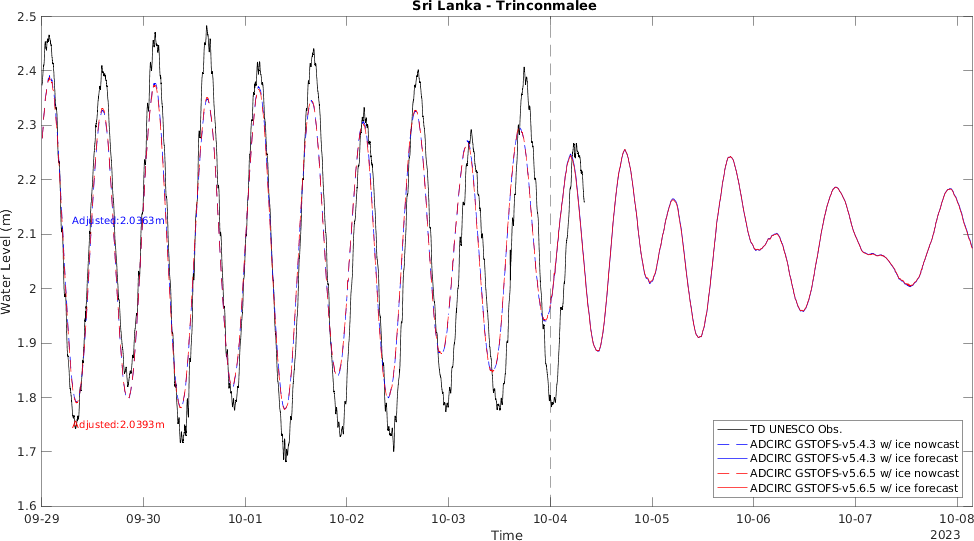 Sri Lanka - Trinconmalee
2.5
2.4
2.3
2.2
2.1
2
1.9
1.8
1.7
1.6
Water Level (m)
Adjusted:2.0363m
Adjusted:2.0393m
TD UNESCO Obs.
ADCIRC GSTOFS-v5.4.3 w/ ice nowcast
ADCIRC GSTOFS-v5.4.3 w/ ice forecast
ADCIRC GSTOFS-v5.6.5 w/ ice nowcast
ADCIRC GSTOFS-v5.6.5 w/ ice forecast
09-29 09-30 10-01 10-02 10-03 10-04 10-05 10-06 10-07 10-08
Time
2023